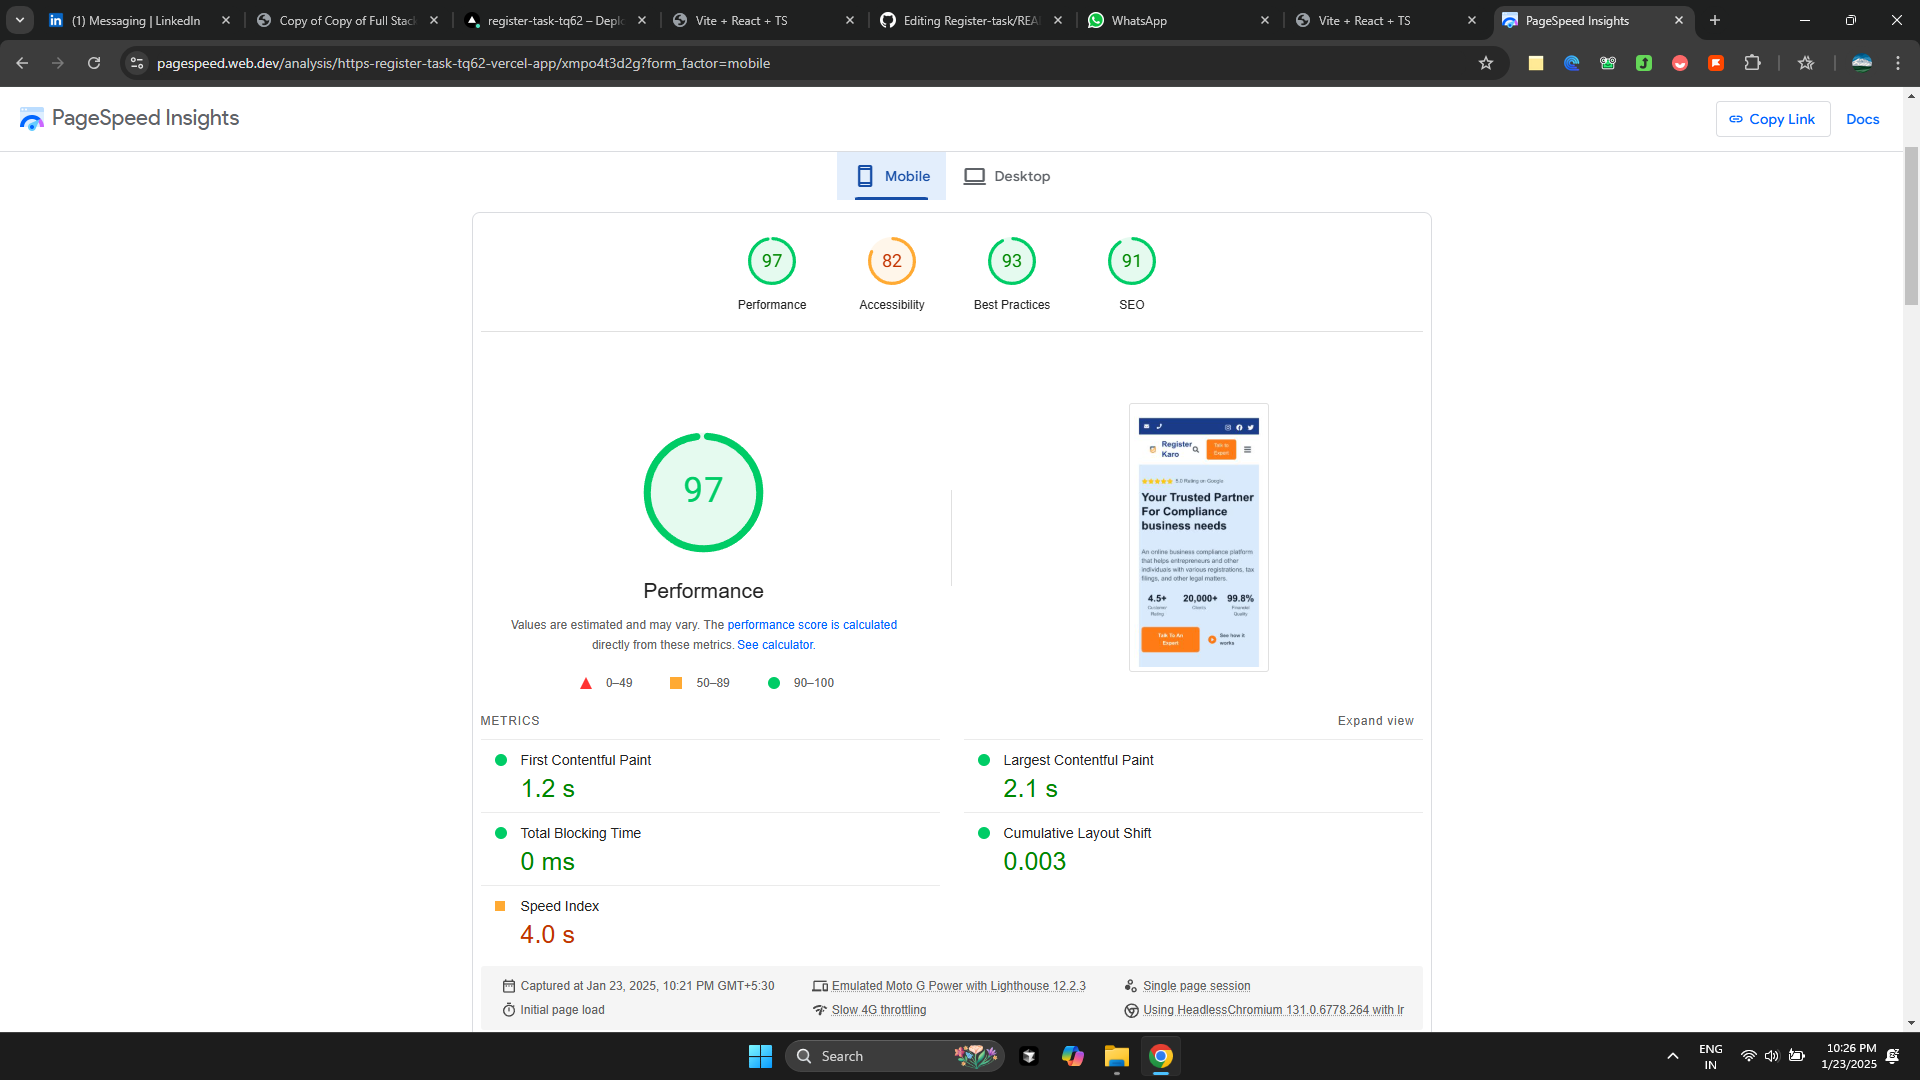 (1) Messaging | LinkedIn
Copy of Copy of Full Stack
register-task-tq62 – Deplo
Vite + React + TS
Editing Register-task/REA
WhatsApp
Vite + React + TS
PageSpeed Insights
pagespeed.web.dev/analysis/https-register-task-tq62-vercel-app/xmpo4t3d2g?form_factor=mobile
PageSpeed Insights
Copy Link
Docs
Mobile
Desktop
97
82
93
91
Performance
Accessibility
Best Practices
SEO
97
Performance
Values are estimated and may vary. The performance score is calculated
directly from these metrics. See calculator.
0–49
50–89
90–100
Register
Karo
Talk to
Expert
5.0 Rating on Google
Your Trusted Partner
For Compliance
business needs
An online business compliance platform
that helps entrepreneurs and other
individuals with various registrations, tax
filings, and other legal matters.
4.5+
20,000+
99.8%
Customer
Rating
Clients
Financial
Quality
Talk To An
Expert
See how it
works
METRICS
Expand view
First Contentful Paint
1.2 s
Largest Contentful Paint
2.1 s
Total Blocking Time
0 ms
Cumulative Layout Shift
0.003
Speed Index
4.0 s
Captured at Jan 23, 2025, 10:21 PM GMT+5:30
Emulated Moto G Power with Lighthouse 12.2.3
Single page session
Initial page load
Slow 4G throttling
Using HeadlessChromium 131.0.6778.264 with lr
Search
ENG
IN
10:26 PM
1/23/2025